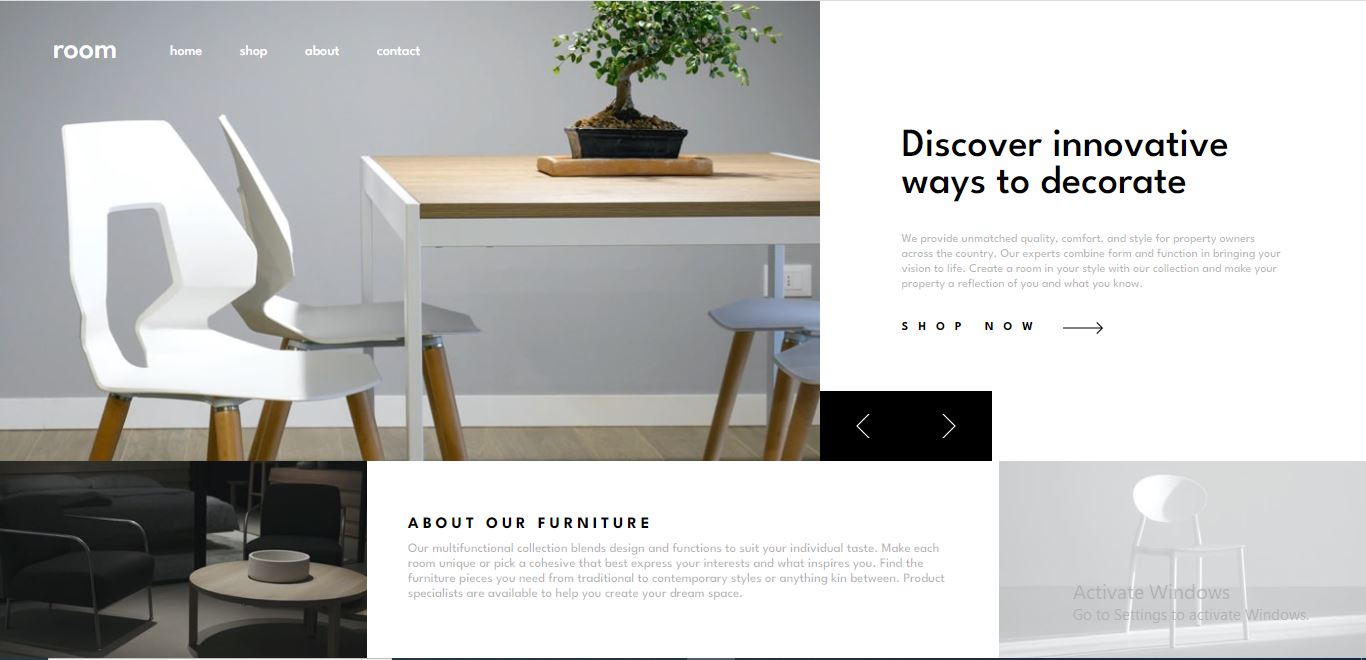 room
home
shop
about
contact
Discover innovative
ways to decorate
We provide unmatched quality, comfort, and style for property owners
across the country. Our experts combine form and function in bringing your
vision to life. Create a room in your style with our collection and make your
property a reflection of you and what you know.
SHOP NOW
ABOUT OUR FURNITURE
Our multifunctional collection blends design and functions to suit your individual taste. Make each
room unique or pick a cohesive that best express your interests and what inspires you. Find the
furniture pieces you need from traditional to contemporary styles or anything kin between. Product
specialists are available to help you create your dream space.
Activate Windows
Go to Settings to activate Windows.